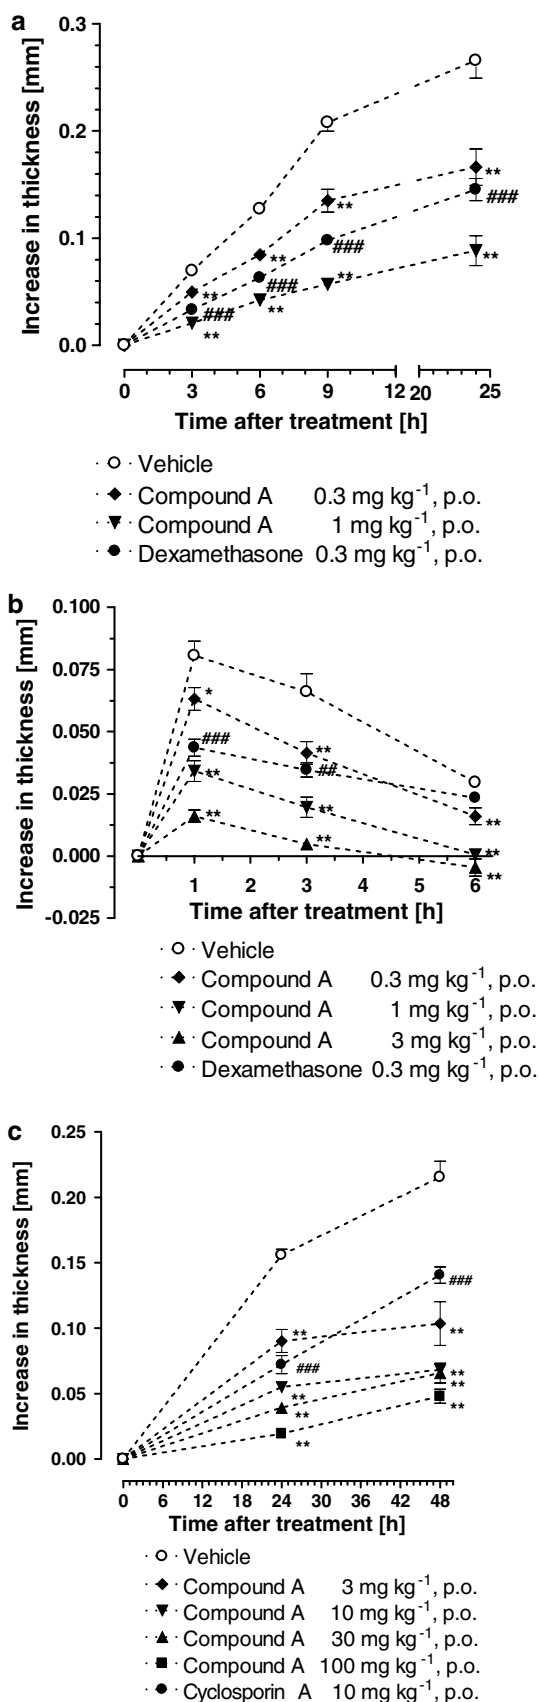 a
Increase in thickness [mm]
0.3
0.2
0.1
0.0
**
**
**
**
###
###
###
###
**
**
**
**
0 3 6 9 12 20 25
Time after treatment [h]
Vehicle
Compound A 0.3 mg kg-1, p.o.
Compound A 1 mg kg-1, p.o.
Dexamethasone 0.3 mg kg-1, p.o.
b
Increase in thickness [mm]
0.100
0.075
0.050
0.025
0.000
-0.025
*
**
**
###
##
**
**
**
**
**
**
1 2 3 4 5 6
Time after treatment [h]
Vehicle
Compound A 0.3 mg kg-1, p.o.
Compound A 1 mg kg-1, p.o.
Compound A 3 mg kg-1, p.o.
Dexamethasone 0.3 mg kg-1, p.o.
c
Increase in thickness [mm]
0.25
0.20
0.15
0.10
0.05
0.00
**
###
**
**
**
###
**
**
**
**
0 6 12 18 24 30 36 42 48
Time after treatment [h]
Vehicle
Compound A 3 mg kg-1, p.o.
Compound A 10 mg kg-1, p.o.
Compound A 30 mg kg-1, p.o.
Compound A 100 mg kg-1, p.o.
Cyclosporin A 10 mg kg-1, p.o.